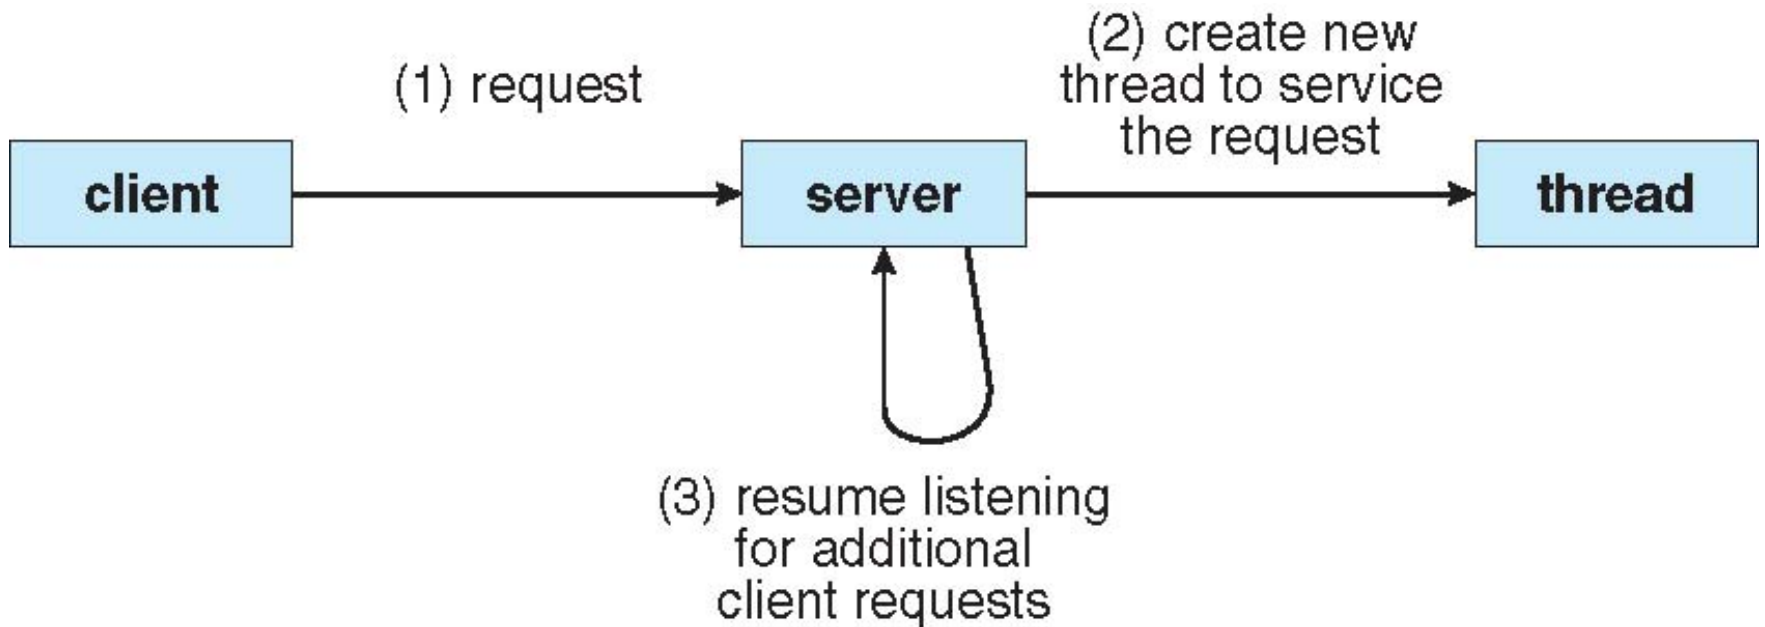 (1) request
(2) create new
thread to service
the request
client
server
thread
(3) resume listening
for additional
client requests